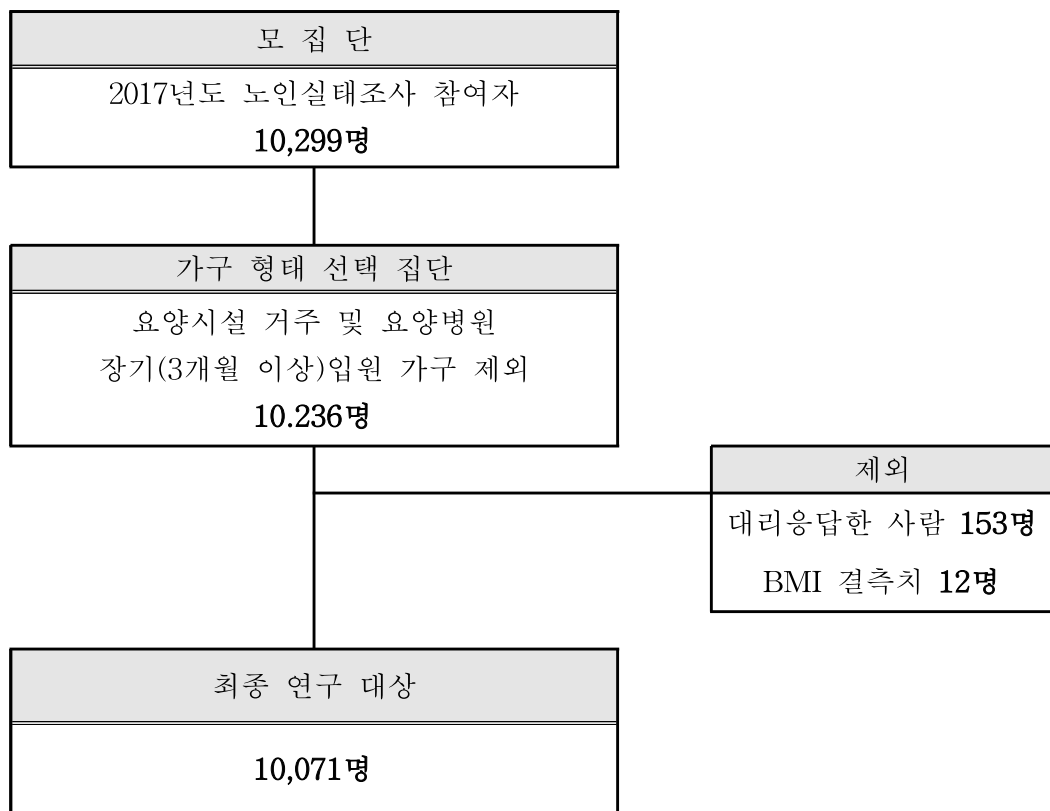 모 집 단
2017년도 노인실태조사 참여자
10,299명
가구 형태 선택 집단
요양시설 거주 및 요양병원
장기(3개월 이상)입원 가구 제외
10.236명
제외
대리응답한 사람 153명
BMI 결측치 12명
최종 연구 대상
10,071명